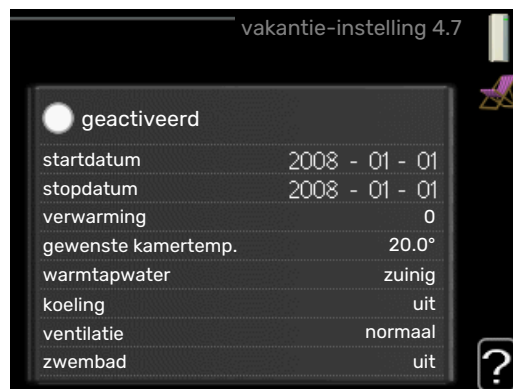 vakantie-instelling 4.7
geactiveerd
startdatum 2008 - 01 - 01
stopdatum 2008 - 01 - 01
verwarming 0
gewenste kamertemp. 20.0°
warmtapwater zuinig
koeling uit
ventilatie normaal
zwembad uit
?